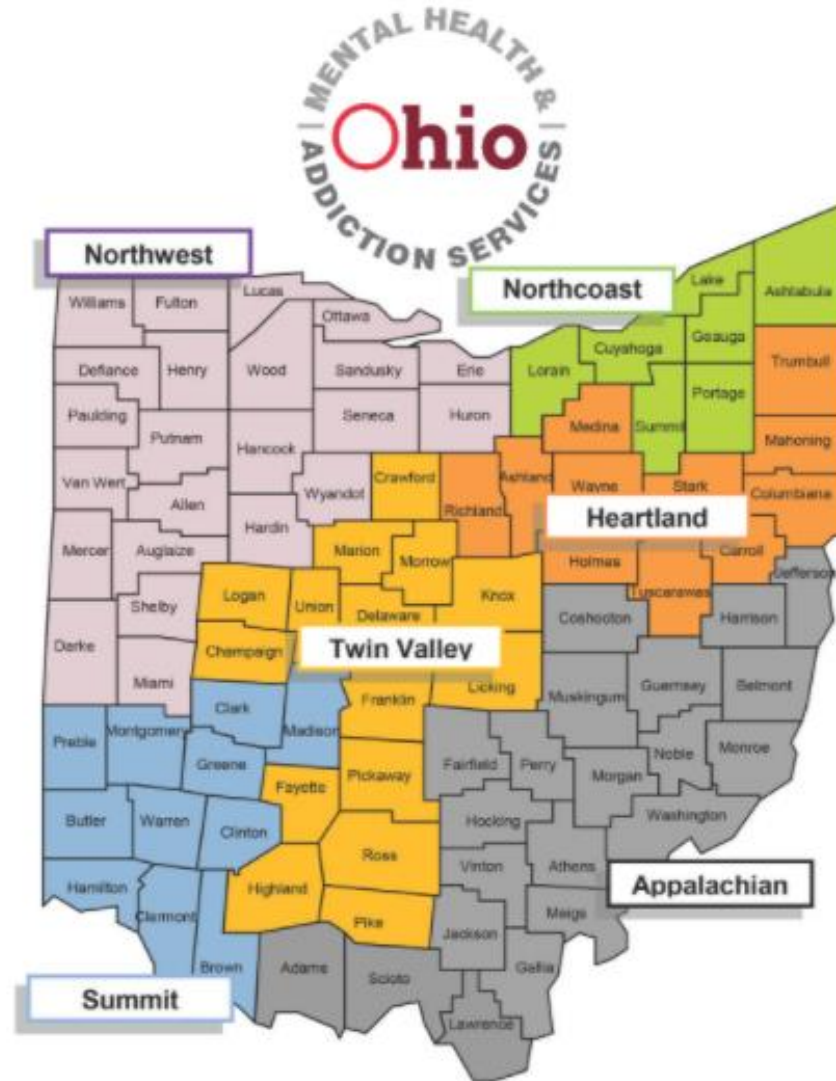 MENTAL HEALTH &
Ohio
ADDICTION SERVICES
Northwest
Northcoast
Williams
Fulton
Lucas
Ottawa
Lake
Ashtabula
Geauga
Cuyahoga
Defiance
Henry
Wood
Sandusky
Erie
Lorain
Trumbull
Paulding
Putnam
Seneca
Huron
Medina
Summit
Portage
Hancock
Mahoning
Van Wert
Allen
Wyandot
Crawford
Richland
Ashland
Wayne
Stark
Columbiana
Heartland
Mercer
Auglaize
Hardin
Marion
Morrow
Holmes
Carroll
Jefferson
Shelby
Logan
Union
Delaware
Knox
Tuscarawas
Coshocton
Harrison
Darke
Champaign
Twin Valley
Miami
Clark
Madison
Franklin
Licking
Muskingum
Guernsey
Belmont
Preble
Montgomery
Greene
Fayette
Pickaway
Fairfield
Perry
Morgan
Noble
Monroe
Butler
Warren
Clinton
Ross
Hocking
Washington
Hamilton
Clermont
Highland
Pike
Vinton
Athens
Appalachian
Meigs
Jackson
Brown
Adams
Scioto
Gallia
Lawrence
Summit